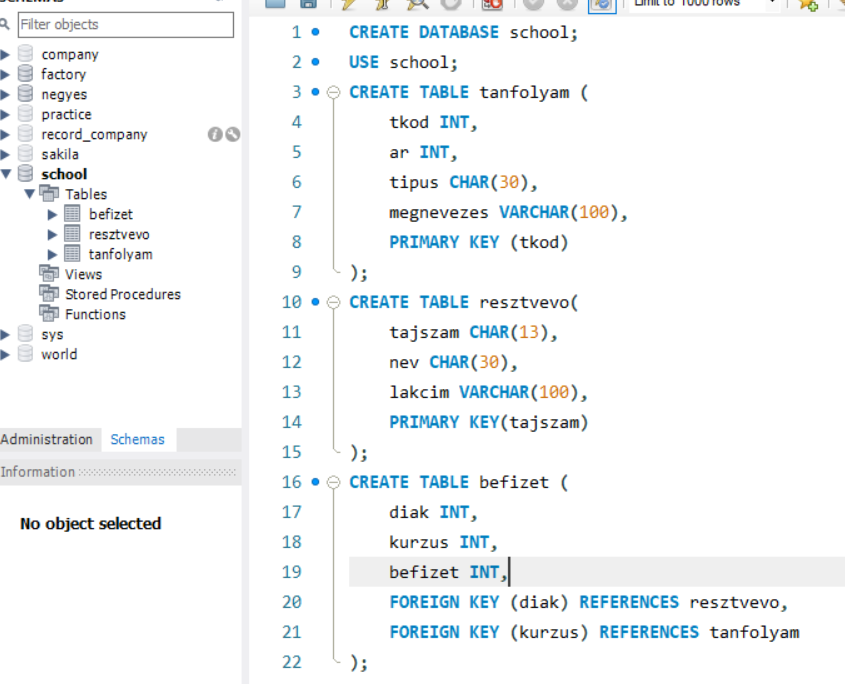 SCHEMAS
Filter objects
company
factory
negyes
practice
record_company
sakila
school
Tables
befizet
resztvevo
tanfolyam
Views
Stored Procedures
Functions
sys
world
Administration Schemas
Information
No object selected
Limit to 1000 rows
1 CREATE DATABASE school;
2 USE school;
3 CREATE TABLE tanfolyam (
4 tkod INT,
5 ar INT,
6 tipus CHAR(30),
7 megnevezes VARCHAR(100),
8 PRIMARY KEY (tkod)
9 );
10 CREATE TABLE resztvevo(
11 tajszam CHAR(13),
12 nev CHAR(30),
13 lakcim VARCHAR(100),
14 PRIMARY KEY(tajszam)
15 );
16 CREATE TABLE befizet (
17 diak INT,
18 kurzus INT,
19 befizet INT,
20 FOREIGN KEY (diak) REFERENCES resztvevo,
21 FOREIGN KEY (kurzus) REFERENCES tanfolyam
22 );